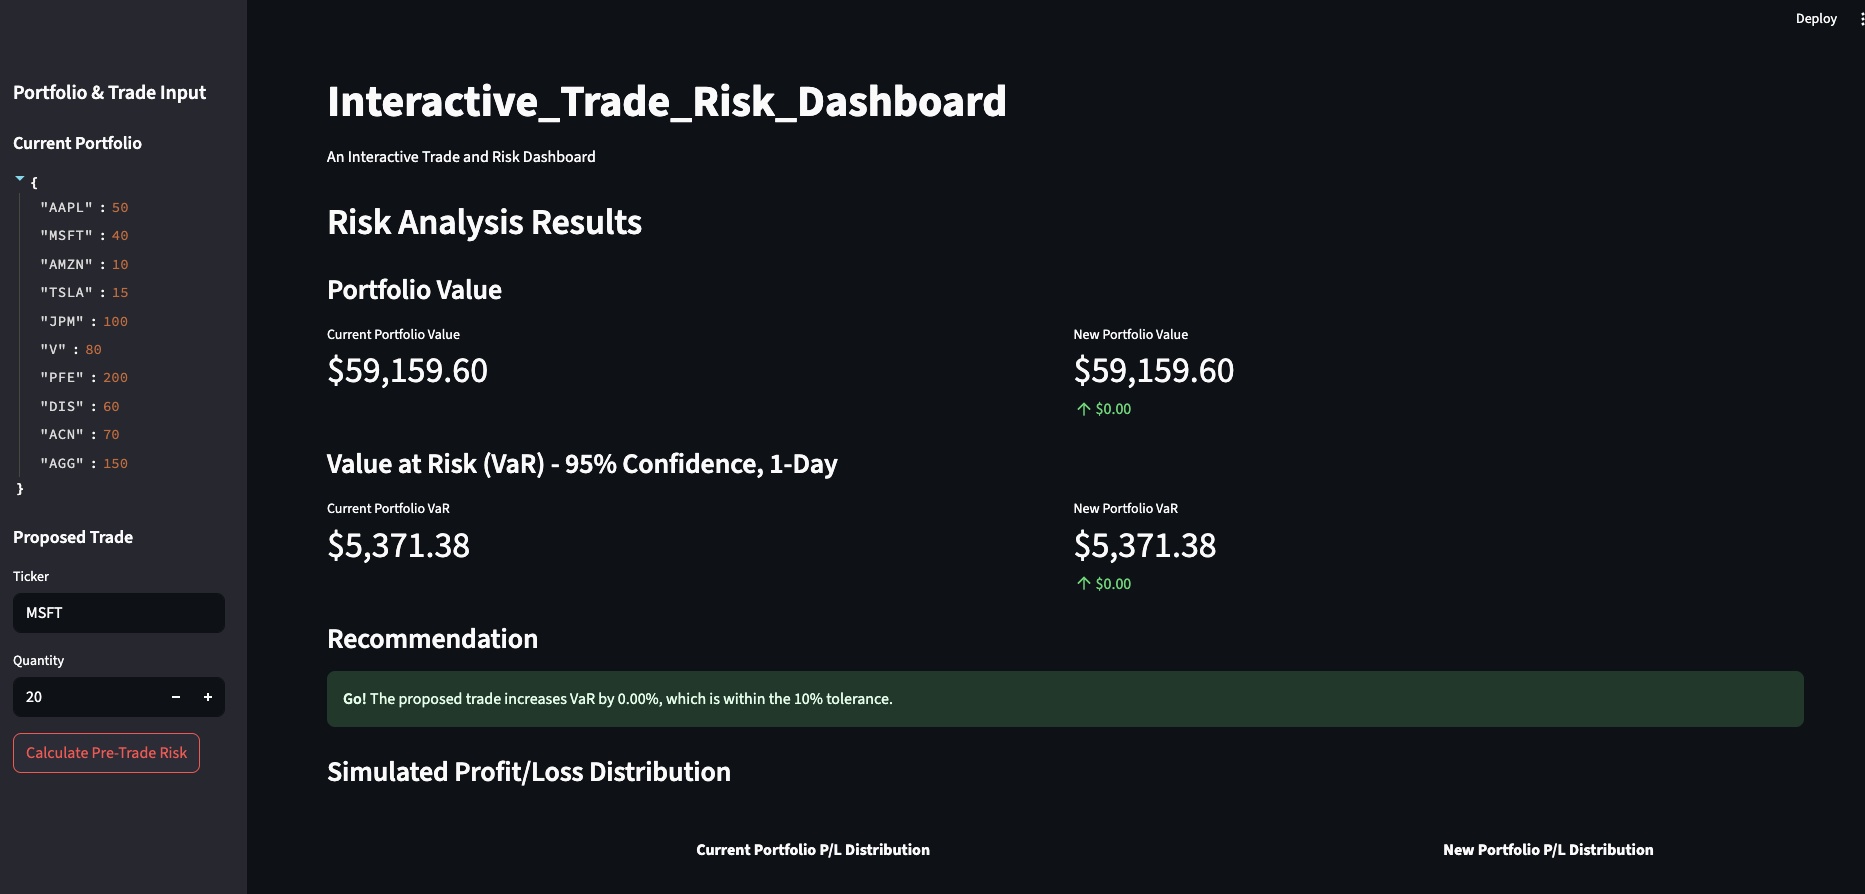 Deploy
Portfolio & Trade Input
Current Portfolio
{
"AAPL" : 50
"MSFT" : 40
"AMZN" : 10
"TSLA" : 15
"JPM" : 100
"V" : 80
"PFE" : 200
"DIS" : 60
"ACN" : 70
"AGG" : 150
}
Proposed Trade
Ticker
MSFT
Quantity
20 − +
Calculate Pre-Trade Risk
Interactive_Trade_Risk_Dashboard
An Interactive Trade and Risk Dashboard
Risk Analysis Results
Portfolio Value
Current Portfolio Value
$59,159.60
New Portfolio Value
$59,159.60
↑ $0.00
Value at Risk (VaR) - 95% Confidence, 1-Day
Current Portfolio VaR
$5,371.38
New Portfolio VaR
$5,371.38
↑ $0.00
Recommendation
Go! The proposed trade increases VaR by 0.00%, which is within the 10% tolerance.
Simulated Profit/Loss Distribution
Current Portfolio P/L Distribution
New Portfolio P/L Distribution